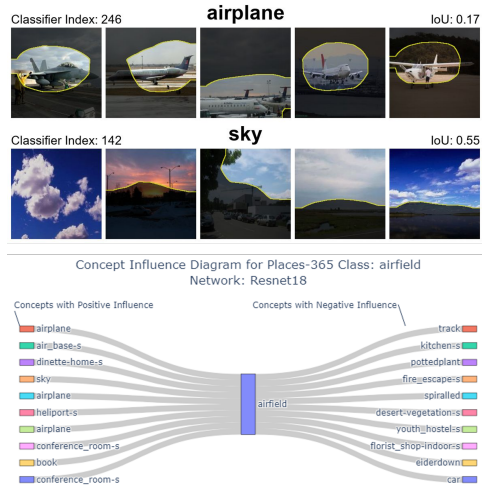 airplane
Classifier Index: 246
IoU: 0.17
sky
Classifier Index: 142
IoU: 0.55
Concept Influence Diagram for Places-365 Class: airfield
Network: Resnet18
Concepts with Positive Influence
Concepts with Negative Influence
airplane
air_base-s
dinette-home-s
sky
airplane
heliport-s
airplane
conference_room-s
book
conference_room-s
airfield
track
kitchen-s
pottedplant
fire_escape-s
spiralled
desert-vegetation-s
youth_hostel-s
florist_shop-indoor-s
eiderdown
car